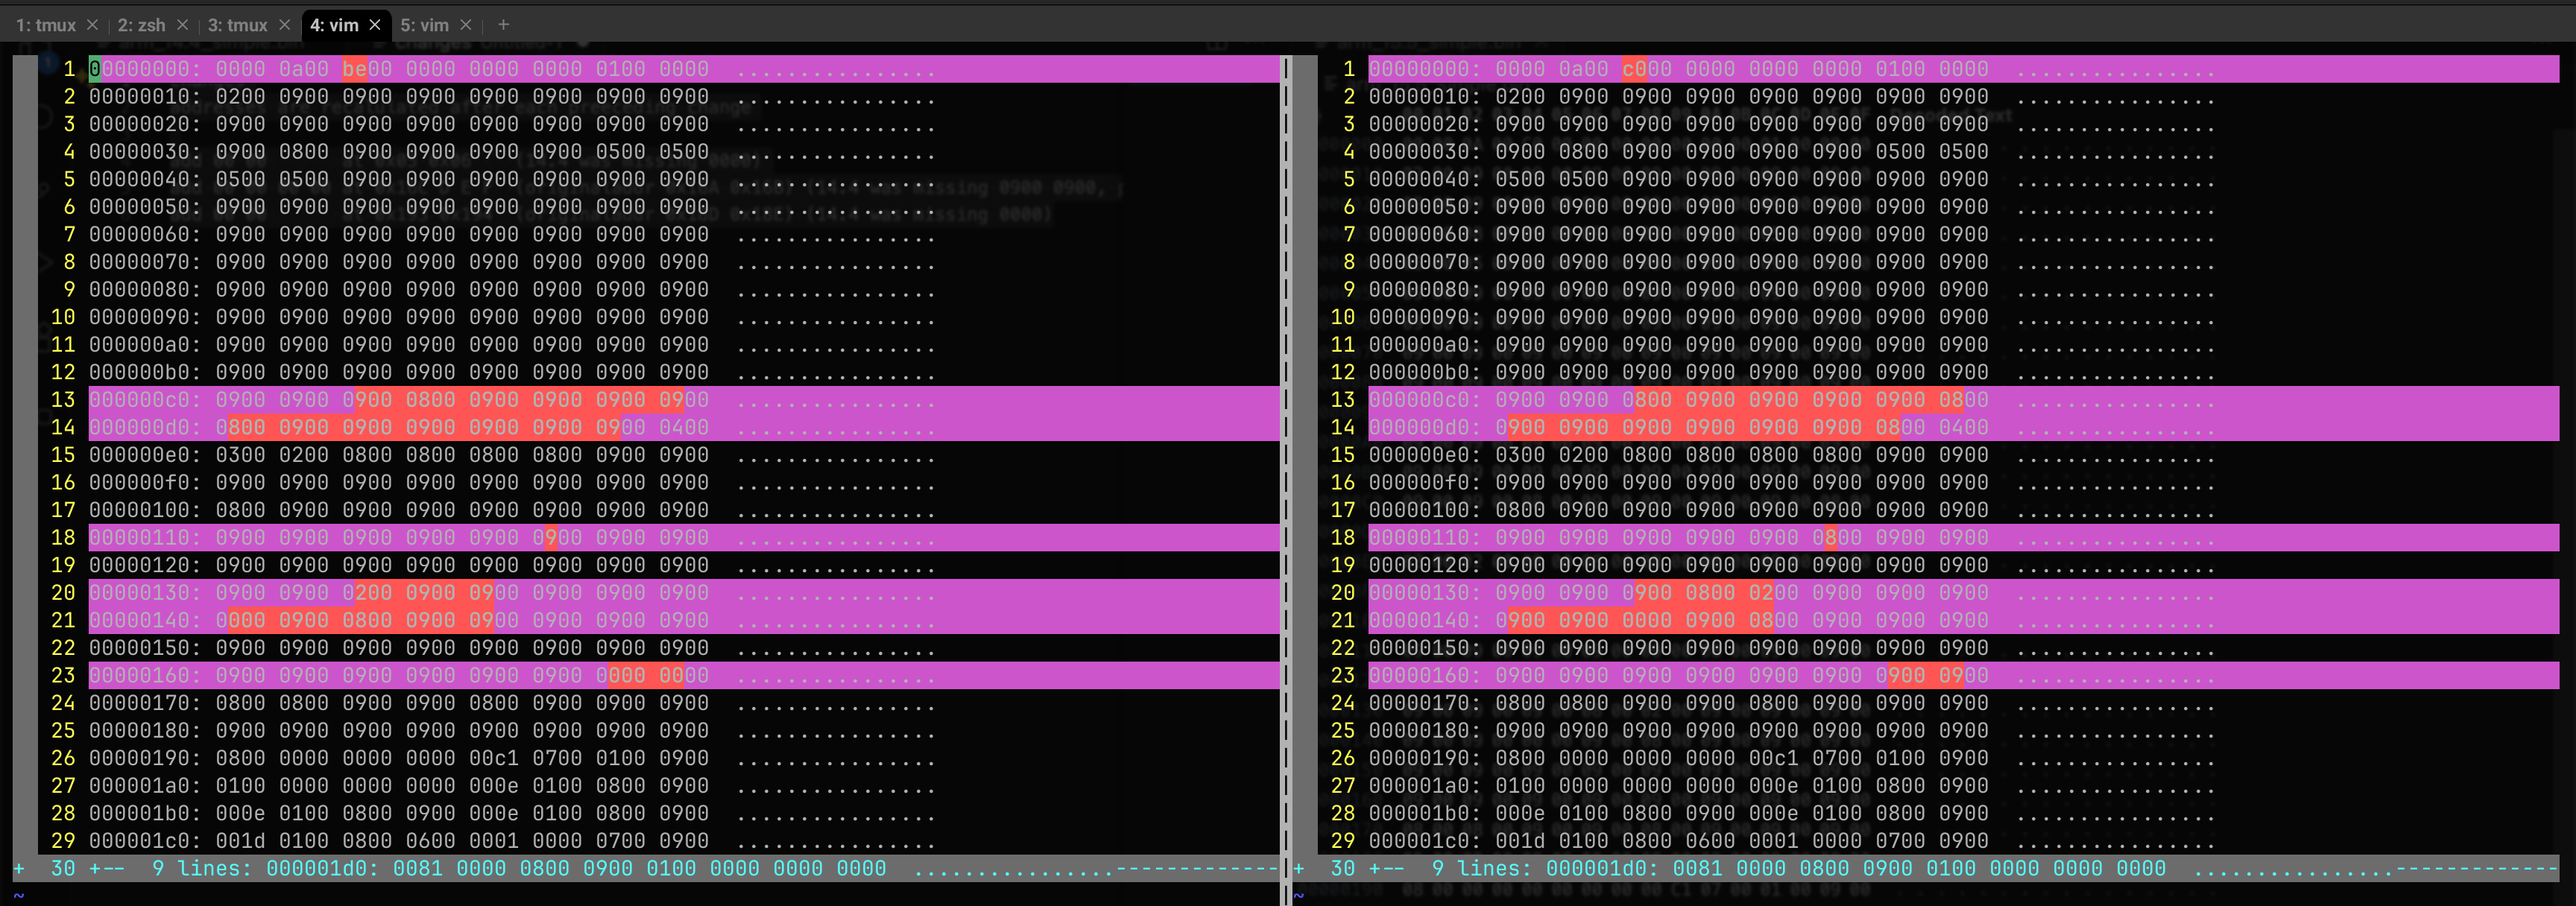 1: tmux × 2: zsh × 3: tmux × 4: vim × 5: vim × +
1 00000000: 0000 0a00 be00 0000 0000 0000 0100 0000 ................
2 00000010: 0200 0900 0900 0900 0900 0900 0900 0900 ................
3 00000020: 0900 0900 0900 0900 0900 0900 0900 0900 ................
4 00000030: 0900 0800 0900 0900 0900 0900 0500 0500 ................
5 00000040: 0500 0500 0900 0900 0900 0900 0900 0900 ................
6 00000050: 0900 0900 0900 0900 0900 0900 0900 0900 ................
7 00000060: 0900 0900 0900 0900 0900 0900 0900 0900 ................
8 00000070: 0900 0900 0900 0900 0900 0900 0900 0900 ................
9 00000080: 0900 0900 0900 0900 0900 0900 0900 0900 ................
10 00000090: 0900 0900 0900 0900 0900 0900 0900 0900 ................
11 000000a0: 0900 0900 0900 0900 0900 0900 0900 0900 ................
12 000000b0: 0900 0900 0900 0900 0900 0900 0900 0900 ................
13 000000c0: 0900 0900 0900 0800 0900 0900 0900 0900 ................
14 000000d0: 0800 0900 0900 0900 0900 0900 0900 0400 ................
15 000000e0: 0300 0200 0800 0800 0800 0800 0900 0900 ................
16 000000f0: 0900 0900 0900 0900 0900 0900 0900 0900 ................
17 00000100: 0800 0900 0900 0900 0900 0900 0900 0900 ................
18 00000110: 0900 0900 0900 0900 0900 0900 0900 0900 ................
19 00000120: 0900 0900 0900 0900 0900 0900 0900 0900 ................
20 00000130: 0900 0900 0200 0900 0900 0900 0900 0900 ................
21 00000140: 0000 0900 0800 0900 0900 0900 0900 0900 ................
22 00000150: 0900 0900 0900 0900 0900 0900 0900 0900 ................
23 00000160: 0900 0900 0900 0900 0900 0900 0000 0000 ................
24 00000170: 0800 0800 0900 0900 0800 0900 0900 0900 ................
25 00000180: 0900 0900 0900 0900 0900 0900 0900 0900 ................
26 00000190: 0800 0000 0000 0000 00c1 0700 0100 0900 ................
27 000001a0: 0100 0000 0000 0000 000e 0100 0800 0900 ................
28 000001b0: 000e 0100 0800 0900 000e 0100 0800 0900 ................
29 000001c0: 001d 0100 0800 0600 0001 0000 0700 0900 ................
+ 30 +-- 9 lines: 000001d0: 0081 0000 0800 0900 0100 0000 0000 0000 ................-------------
~
1 00000000: 0000 0a00 c000 0000 0000 0000 0100 0000 ................
2 00000010: 0200 0900 0900 0900 0900 0900 0900 0900 ................
3 00000020: 0900 0900 0900 0900 0900 0900 0900 0900 ................
4 00000030: 0900 0800 0900 0900 0900 0900 0500 0500 ................
5 00000040: 0500 0500 0900 0900 0900 0900 0900 0900 ................
6 00000050: 0900 0900 0900 0900 0900 0900 0900 0900 ................
7 00000060: 0900 0900 0900 0900 0900 0900 0900 0900 ................
8 00000070: 0900 0900 0900 0900 0900 0900 0900 0900 ................
9 00000080: 0900 0900 0900 0900 0900 0900 0900 0900 ................
10 00000090: 0900 0900 0900 0900 0900 0900 0900 0900 ................
11 000000a0: 0900 0900 0900 0900 0900 0900 0900 0900 ................
12 000000b0: 0900 0900 0900 0900 0900 0900 0900 0900 ................
13 000000c0: 0900 0900 0800 0900 0900 0900 0900 0800 ................
14 000000d0: 0900 0900 0900 0900 0900 0900 0800 0400 ................
15 000000e0: 0300 0200 0800 0800 0800 0800 0900 0900 ................
16 000000f0: 0900 0900 0900 0900 0900 0900 0900 0900 ................
17 00000100: 0800 0900 0900 0900 0900 0900 0900 0900 ................
18 00000110: 0900 0900 0900 0900 0900 0800 0900 0900 ................
19 00000120: 0900 0900 0900 0900 0900 0900 0900 0900 ................
20 00000130: 0900 0900 0900 0800 0200 0900 0900 0900 ................
21 00000140: 0900 0900 0000 0900 0800 0900 0900 0900 ................
22 00000150: 0900 0900 0900 0900 0900 0900 0900 0900 ................
23 00000160: 0900 0900 0900 0900 0900 0900 0900 0900 ................
24 00000170: 0800 0800 0900 0900 0800 0900 0900 0900 ................
25 00000180: 0900 0900 0900 0900 0900 0900 0900 0900 ................
26 00000190: 0800 0000 0000 0000 00c1 0700 0100 0900 ................
27 000001a0: 0100 0000 0000 0000 000e 0100 0800 0900 ................
28 000001b0: 000e 0100 0800 0900 000e 0100 0800 0900 ................
29 000001c0: 001d 0100 0800 0600 0001 0000 0700 0900 ................
+ 30 +-- 9 lines: 000001d0: 0081 0000 0800 0900 0100 0000 0000 0000 ................-------------
~